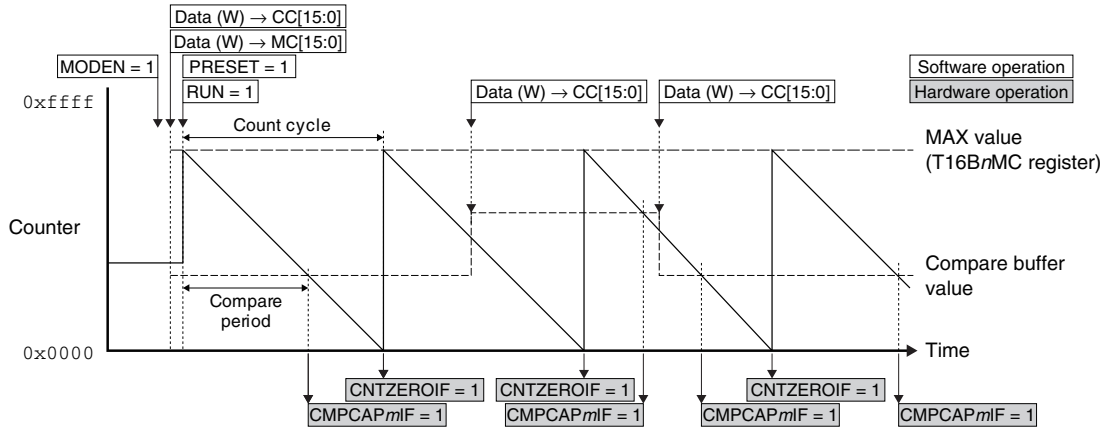 Data (W) → CC[15:0]
Data (W) → MC[15:0]
MODEN = 1
PRESET = 1
RUN = 1
Software operation
Hardware operation
0xffff
Data (W) → CC[15:0]
Data (W) → CC[15:0]
Count cycle
MAX value
(T16BnMC register)
Counter
Compare buffer
value
Compare
period
0x0000
Time
CNTZEROIF = 1
CNTZEROIF = 1
CNTZEROIF = 1
CMPCAPmIF = 1
CMPCAPmIF = 1
CMPCAPmIF = 1
CMPCAPmIF = 1